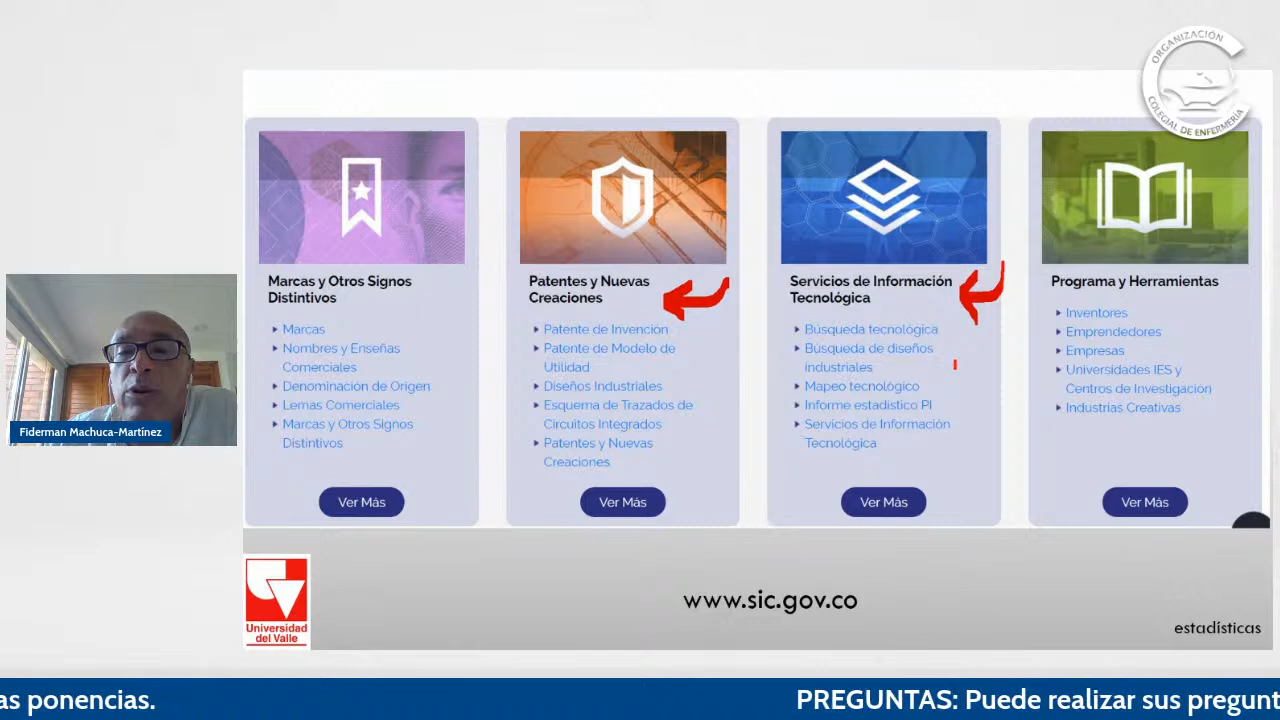 ORGANIZACIÓN
COLEGIAL DE ENFERMERÍA
Marcas y Otros Signos
Distintivos
Marcas
Nombres y Enseñas
Comerciales
Denominación de Origen
Lemas Comerciales
Marcas y Otros Signos
Distintivos
Ver Más
Patentes y Nuevas
Creaciones
Patente de Invención
Patente de Modelo de
Utilidad
Diseños Industriales
Esquema de Trazados de
Circuitos Integrados
Patentes y Nuevas
Creaciones
Ver Más
Servicios de Información
Tecnológica
Búsqueda tecnológica
Búsqueda de diseños
industriales
Mapeo tecnológico
Informe estadístico PI
Servicios de Información
Tecnológica
Ver Más
Programa y Herramientas
Inventores
Emprendedores
Empresas
Universidades IES y
Centros de Investigación
Industrias Creativas
Ver Más
Fiderman Machuca-Martínez
Universidad
del Valle
www.sic.gov.co
estadísticas
as ponencias. PREGUNTAS: Puede realizar sus pregunt